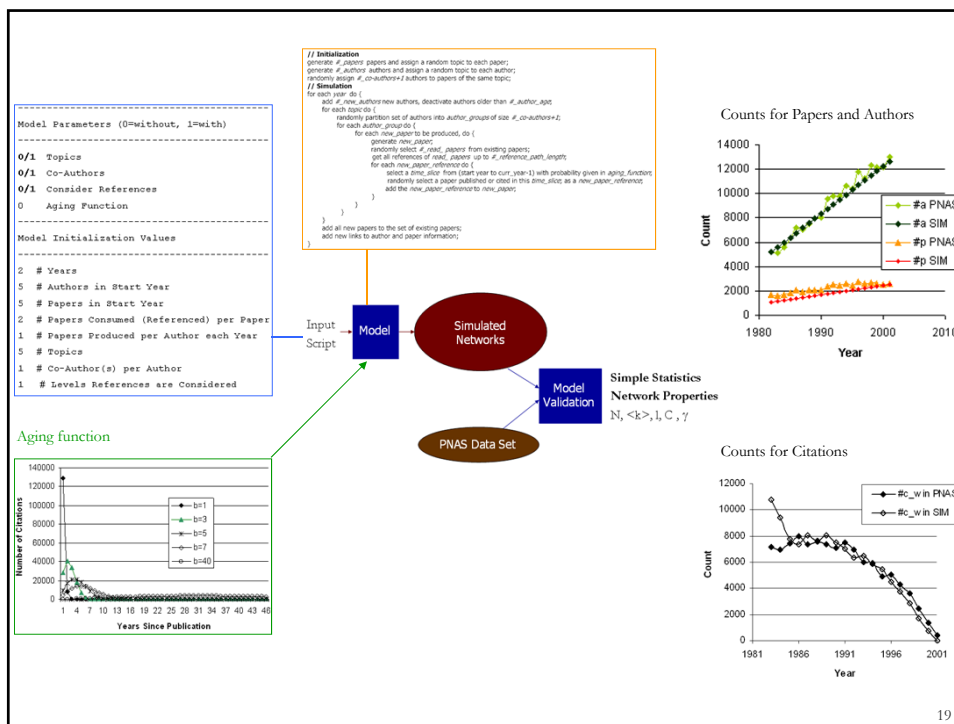 // Initialization
generate #_papers papers and assign a random topic to each paper;
generate #_authors authors and assign a random topic to each author;
randomly assign #_co-authors+1 authors to papers of the same topic;
// Simulation
for each year do {
add #_new_authors new authors, deactivate authors older than #_author_age;
for each topic do {
randomly partition set of authors into author_groups of size #_co-authors+1;
for each author_group do {
for each new_paper to be produced, do {
generate new_paper;
randomly select #_read_papers from existing papers;
get all references of read_papers up to #_reference_path_length;
for each new_paper_reference do {
select a time_slice from (start year to curr_year-1) with probability given in aging_function;
randomly select a paper published or cited in this time_slice, as a new_paper_reference;
add the new_paper_reference to new_paper;
}
}
}
}
add all new papers to the set of existing papers;
add new links to author and paper information;
}
Model Parameters (0=without, 1=with)
0/1 Topics
0/1 Co-Authors
0/1 Consider References
0 Aging Function
Model Initialization Values
2 # Years
5 # Authors in Start Year
5 # Papers in Start Year
2 # Papers Consumed (Referenced) per Paper
1 # Papers Produced per Author each Year
5 # Topics
1 # Co-Author(s) per Author
1 # Levels References are Considered
Input
Script
Model
Simulated
Networks
Model
Validation
PNAS Data Set
Simple Statistics
Network Properties
N, <k>, l, C , γ
Aging function
140000
120000
100000
80000
60000
40000
20000
0
Number of Citations
b=1
b=3
b=5
b=7
b=40
1 4 7 10 13 16 19 22 25 28 31 34 37 40 43 46
Years Since Publication
Counts for Papers and Authors
14000
12000
10000
8000
6000
4000
2000
0
Count
#a PNAS
#a SIM
#p PNAS
#p SIM
1980 1990 2000 2010
Year
Counts for Citations
12000
10000
8000
6000
4000
2000
0
Count
#c_win PNAS
#c_w in SIM
1981 1986 1991 1996 2001
Year
19